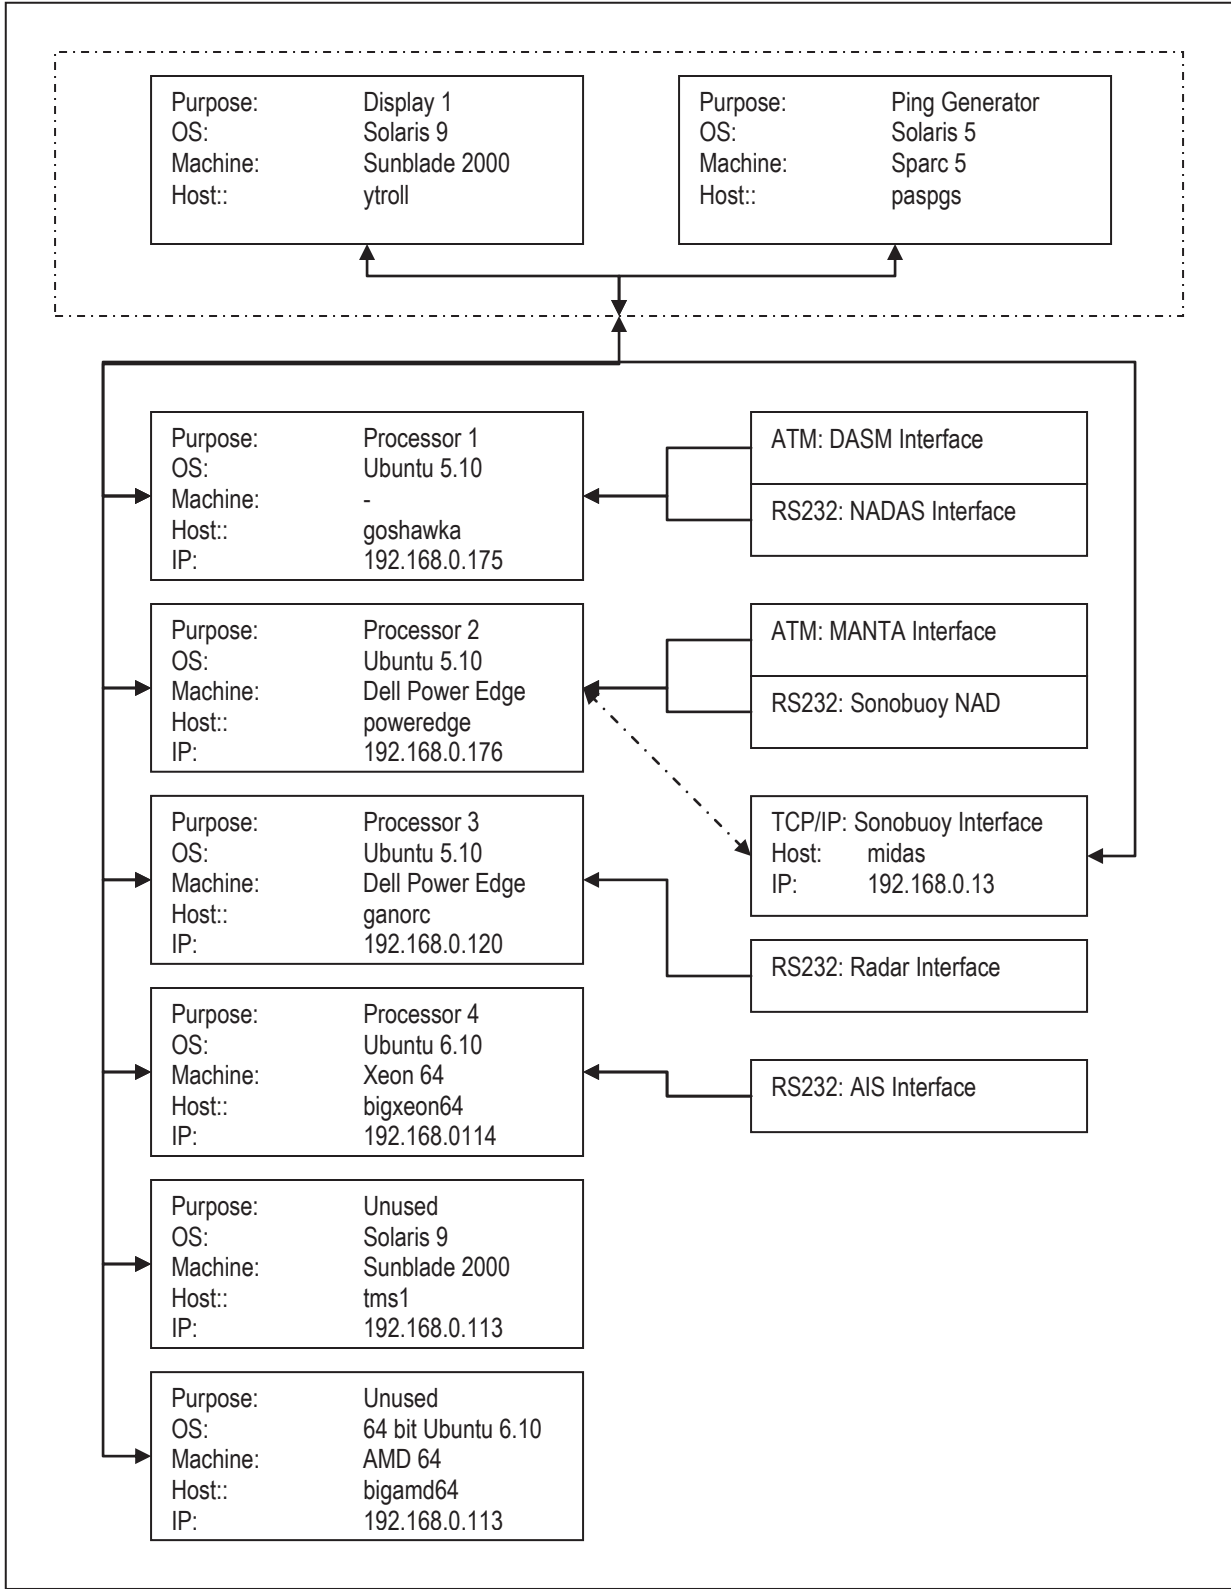 Purpose: Display 1
OS: Solaris 9
Machine: Sunblade 2000
Host:: ytroll
Purpose: Ping Generator
OS: Solaris 5
Machine: Sparc 5
Host:: paspgs
Purpose: Processor 1
OS: Ubuntu 5.10
Machine: -
Host:: goshawka
IP: 192.168.0.175
ATM: DASM Interface
RS232: NADAS Interface
Purpose: Processor 2
OS: Ubuntu 5.10
Machine: Dell Power Edge
Host:: poweredge
IP: 192.168.0.176
ATM: MANTA Interface
RS232: Sonobuoy NAD
Purpose: Processor 3
OS: Ubuntu 5.10
Machine: Dell Power Edge
Host:: ganorc
IP: 192.168.0.120
TCP/IP: Sonobuoy Interface
Host: midas
IP: 192.168.0.13
RS232: Radar Interface
Purpose: Processor 4
OS: Ubuntu 6.10
Machine: Xeon 64
Host:: bigxeon64
IP: 192.168.0114
RS232: AIS Interface
Purpose: Unused
OS: Solaris 9
Machine: Sunblade 2000
Host:: tms1
IP: 192.168.0.113
Purpose: Unused
OS: 64 bit Ubuntu 6.10
Machine: AMD 64
Host:: bigamd64
IP: 192.168.0.113